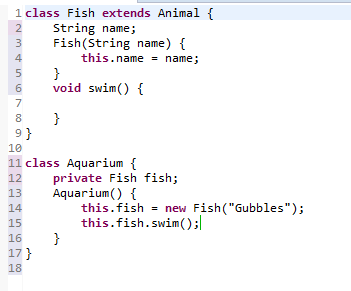 1 class Fish extends Animal {
2     String name;
3     Fish(String name) {
4         this.name = name;
5     }
6     void swim() {
7
8     }
9 }
10
11 class Aquarium {
12     private Fish fish;
13     Aquarium() {
14         this.fish = new Fish("Gubbles");
15         this.fish.swim();
16     }
17 }
18